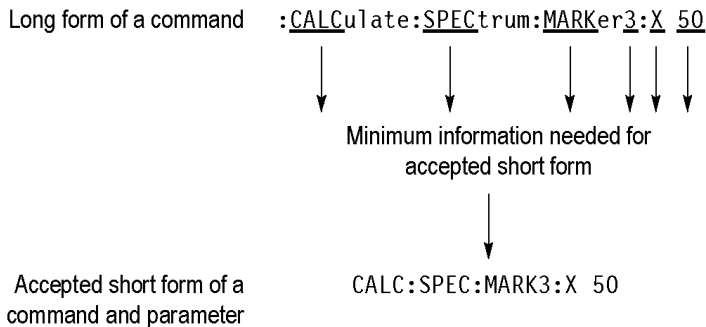 Long form of a command :CALCulate:SPECtrum:MARKer3:X 50
Minimum information needed for
accepted short form
Accepted short form of a
command and parameter
CALC:SPEC:MARK3:X 50